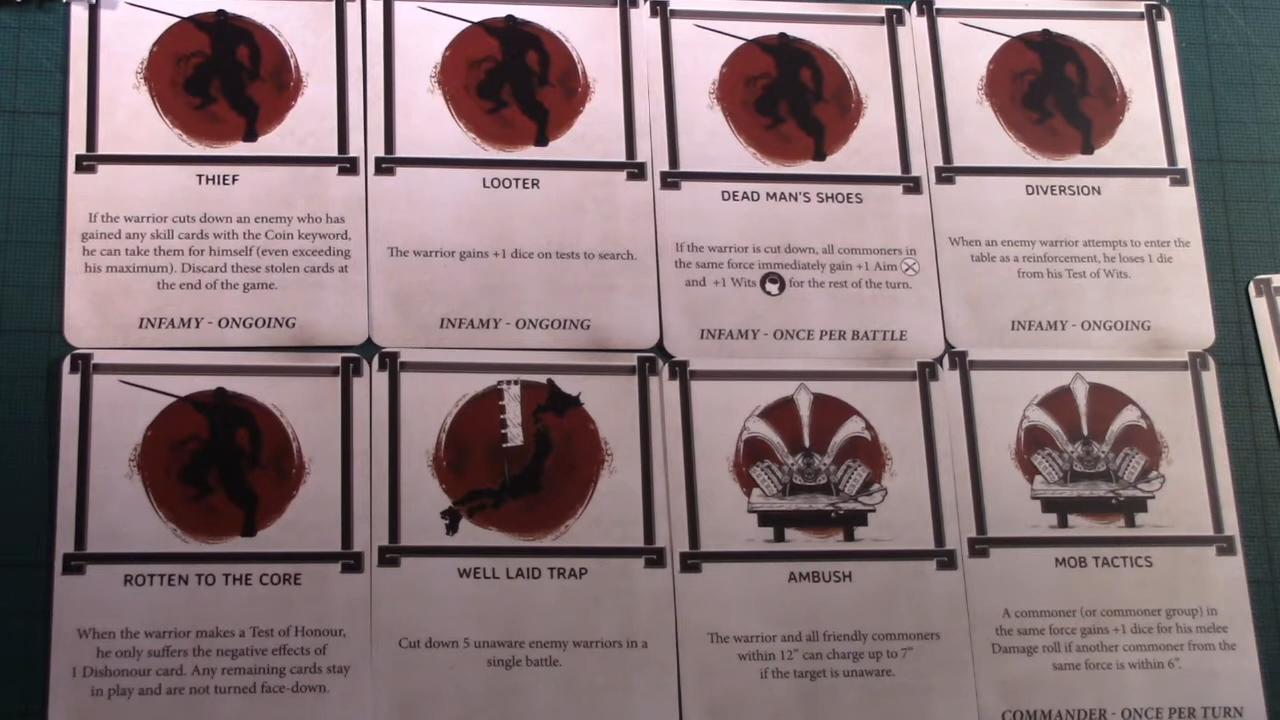 THIEF
If the warrior cuts down an enemy who has
gained any skill cards with the Coin keyword,
he can take them for himself (even exceeding
his maximum). Discard these stolen cards at
the end of the game.
INFAMY - ONGOING
LOOTER
The warrior gains +1 dice on tests to search.
INFAMY - ONGOING
DEAD MAN'S SHOES
If the warrior is cut down, all commoners in
the same force immediately gain +1 Aim
and +1 Wits for the rest of the turn.
INFAMY - ONCE PER BATTLE
DIVERSION
When an enemy warrior attempts to enter the
table as a reinforcement, he loses 1 die
from his Test of Wits.
INFAMY - ONGOING
ROTTEN TO THE CORE
When the warrior makes a Test of Honour,
he only suffers the negative effects of
1 Dishonour card. Any remaining cards stay
in play and are not turned face-down.
WELL LAID TRAP
Cut down 5 unaware enemy warriors in a
single battle.
AMBUSH
The warrior and all friendly commoners
within 12" can charge up to 7"
if the target is unaware.
MOB TACTICS
A commoner (or commoner group) in
the same force gains +1 dice for his melee
Damage roll if another commoner from the
same force is within 6".
COMMANDER - ONCE PER TURN